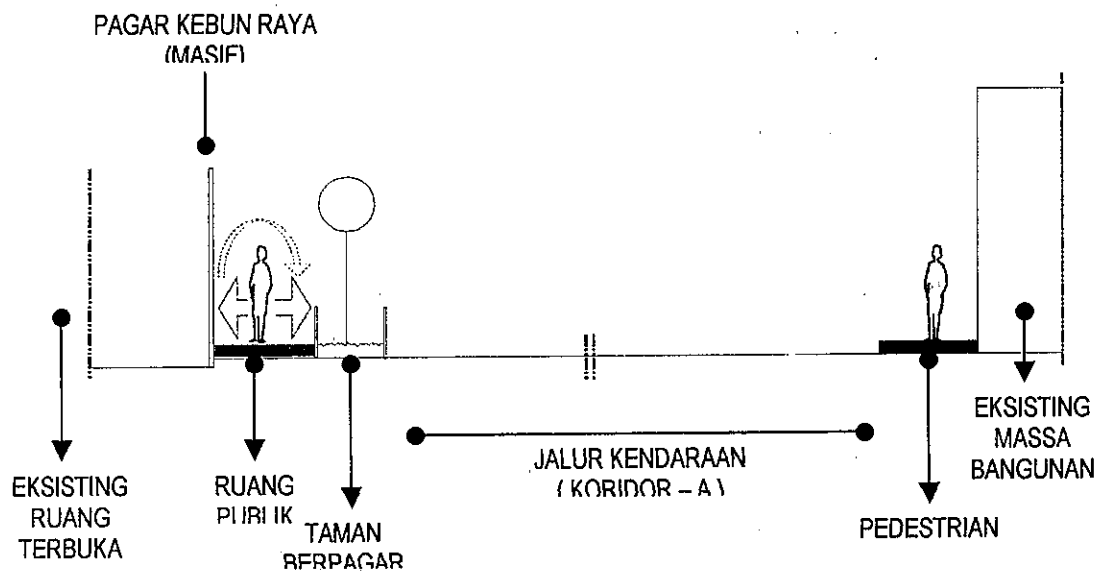 PAGAR KEBUN RAYA
(MASIF)
EKSISTING
RUANG
TERBUKA
RUANG
PUBLIK
TAMAN
BERPAGAR
JALUR KENDARAAN
( KORIDOR – A )
PEDESTRIAN
EKSISTING
MASSA
BANGUNAN